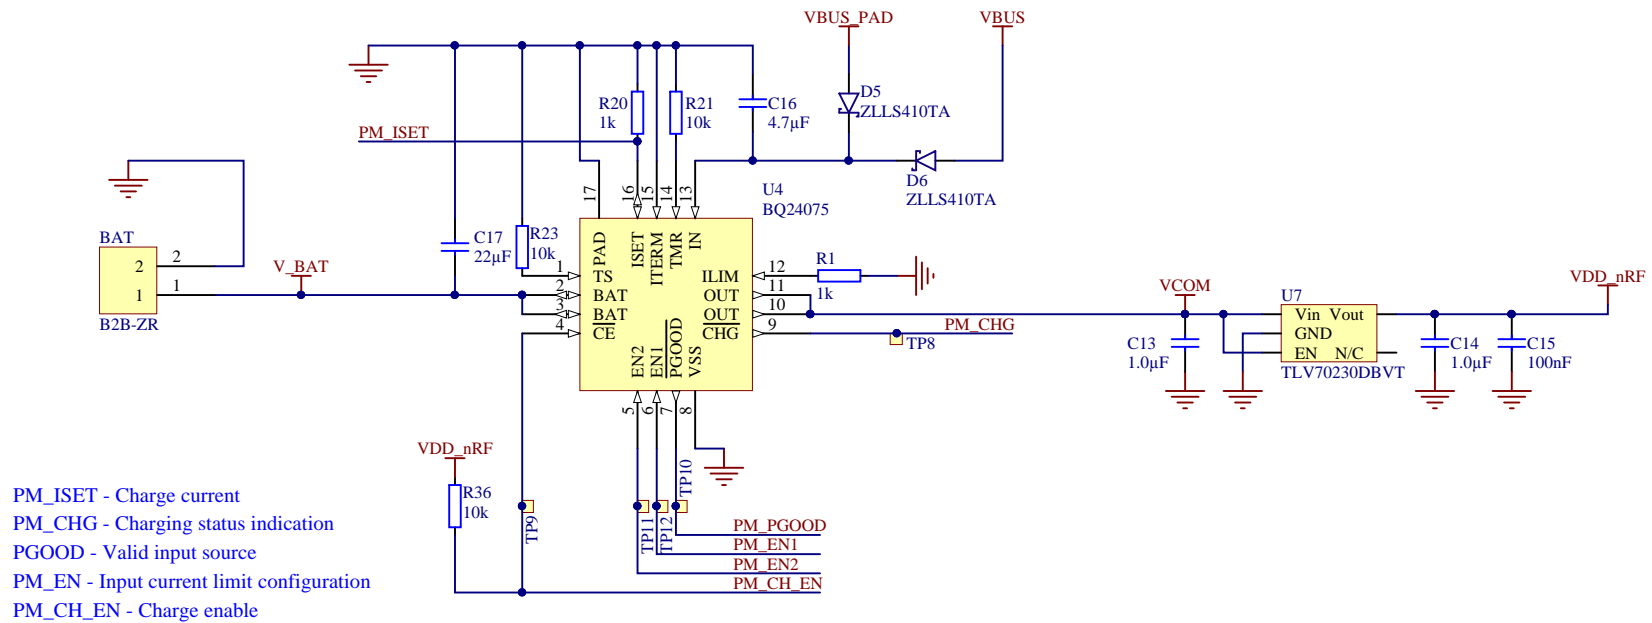 VBUS_PAD
VBUS
R20
1k
R21
10k
C16
4.7µF
D5
ZLLS410TA
PM_ISET
D6
ZLLS410TA
17
16
15
14
13
U4
BQ24075
BAT
2
2
1
1
B2B-ZR
V_BAT
C17
22µF
R23
10k
1
2
3
4
PAD
ISET
ITERM
TMR
IN
TS
BAT
BAT
CE
ILIM
OUT
OUT
CHG
EN2
EN1
PGOOD
VSS
12
11
10
9
R1
1k
PM_CHG
TP8
VCOM
C13
1.0µF
U7
Vin Vout
GND
EN N/C
TLV70230DBVT
VDD_nRF
C14
1.0µF
C15
100nF
5
6
7
8
VDD_nRF
R36
10k
TP9
TP11
TP12
TP10
PM_PGOOD
PM_EN1
PM_EN2
PM_CH_EN
PM_ISET - Charge current
PM_CHG - Charging status indication
PGOOD - Valid input source
PM_EN - Input current limit configuration
PM_CH_EN - Charge enable